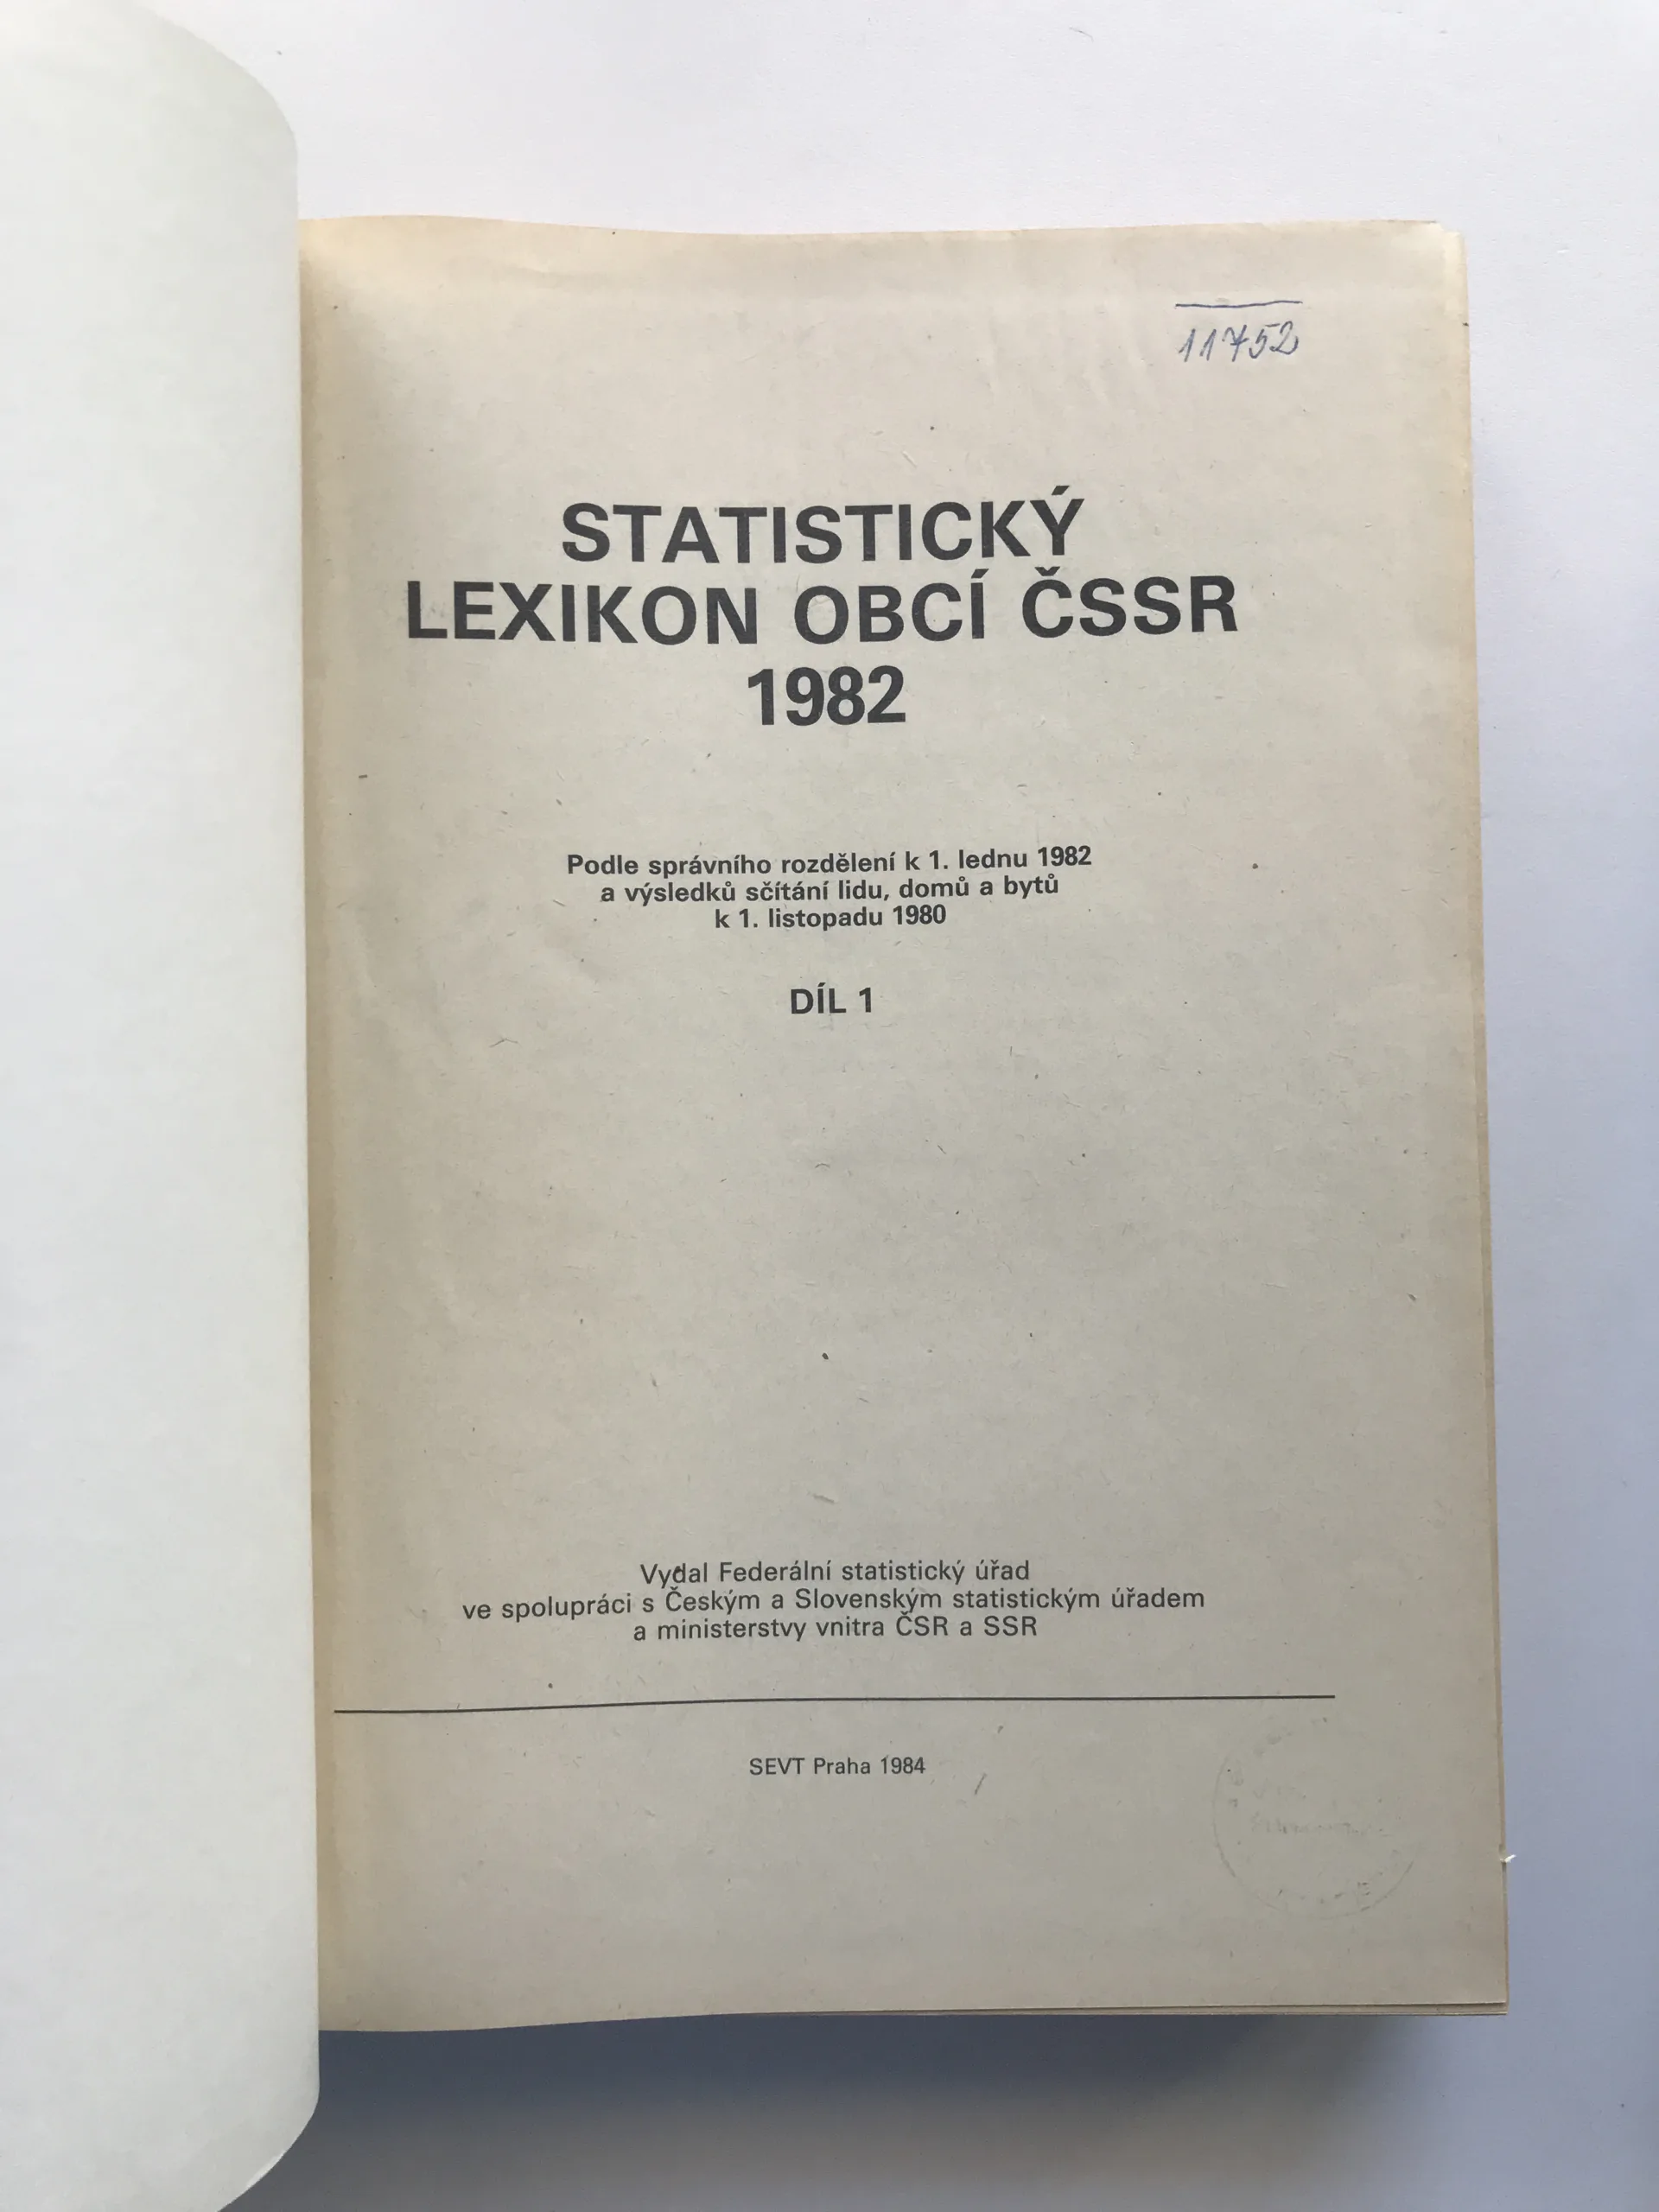 11752
STATISTICKÝ
LEXIKON OBCÍ ČSSR
1982
Podle správního rozdělení k 1. lednu 1982
a výsledků sčítání lidu, domů a bytů
k 1. listopadu 1980
DÍL 1
Vydal Federální statistický úřad
ve spolupráci s Českým a Slovenským statistickým úřadem
a ministerstvy vnitra ČSR a SSR
SEVT Praha 1984